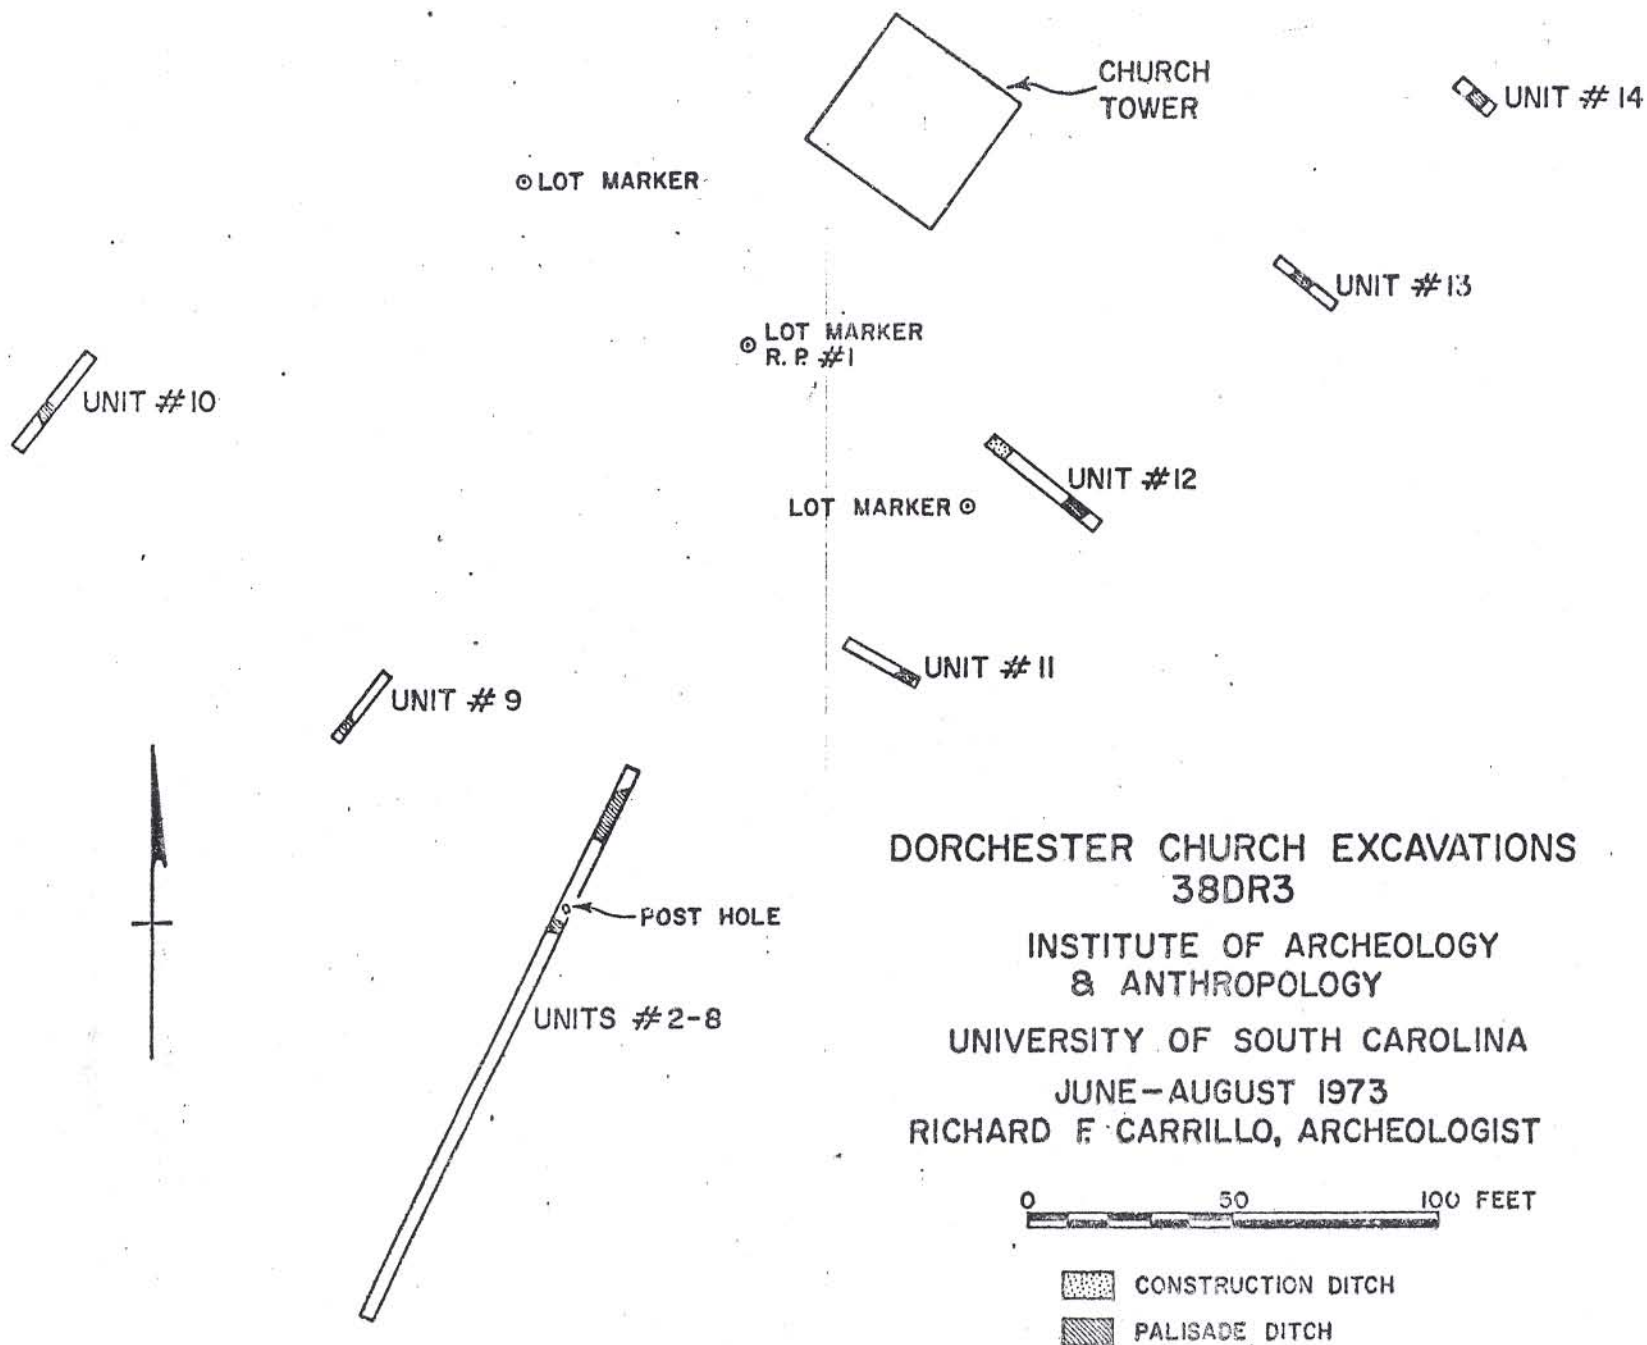 CHURCH
TOWER
UNIT #14
LOT MARKER
UNIT #13
LOT MARKER
R. P. #1
UNIT #10
UNIT #12
LOT MARKER
UNIT #11
UNIT #9
POST HOLE
UNITS #2-8
DORCHESTER CHURCH EXCAVATIONS
38DR3
INSTITUTE OF ARCHEOLOGY
& ANTHROPOLOGY
UNIVERSITY OF SOUTH CAROLINA
JUNE-AUGUST 1973
RICHARD F. CARRILLO, ARCHEOLOGIST
0 50 100 FEET
CONSTRUCTION DITCH
PALISADE DITCH